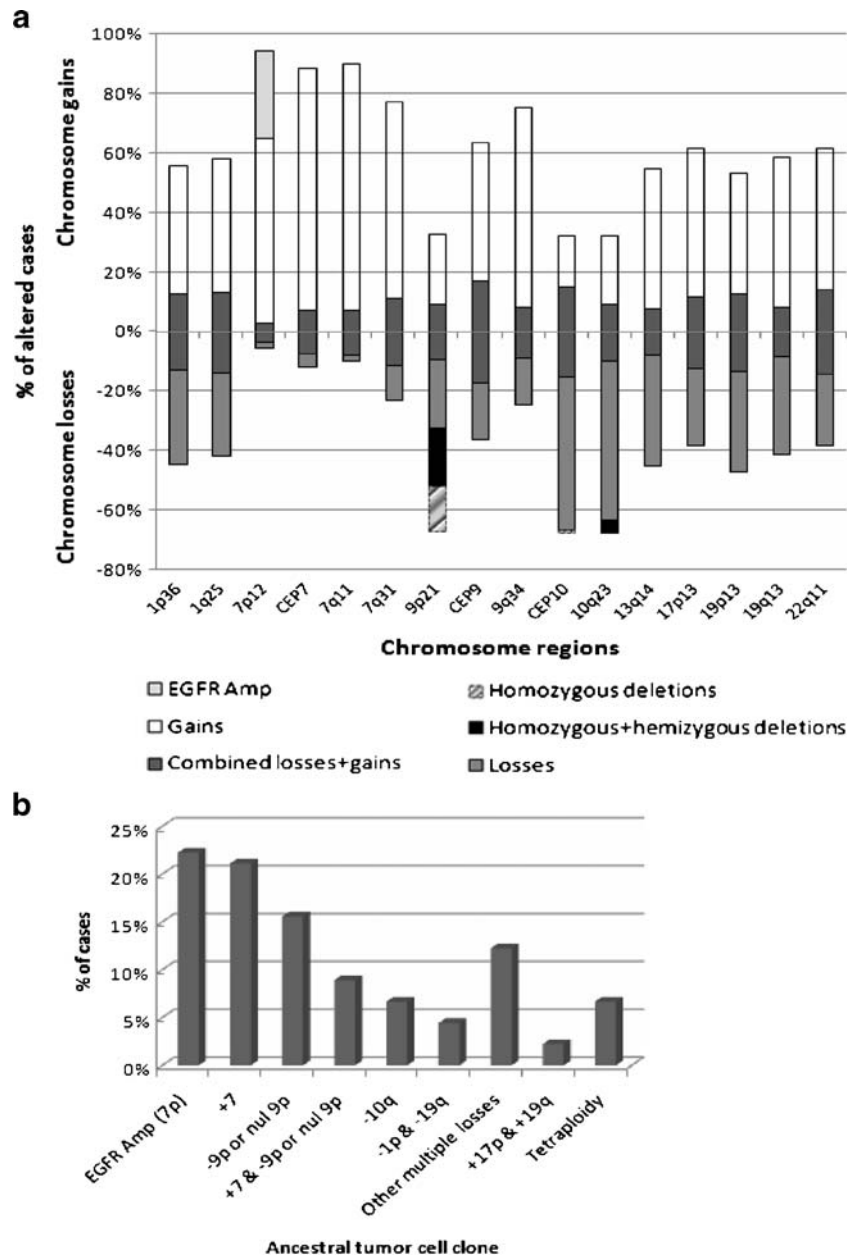 a
Chromosome gains
Chromosome losses
% of altered cases
100%
80%
60%
40%
20%
0%
-20%
-40%
-60%
-80%
1p36
1q25
7p12
CEP7
7q11
7q31
9p21
CEP9
9q34
CEP10
10q23
13q14
17p13
19p13
19q13
22q11
Chromosome regions
EGFR Amp
Homozygous deletions
Gains
Homozygous+hemizygous deletions
Combined losses+gains
Losses
b
% of cases
25%
20%
15%
10%
5%
0%
EGFR Amp (7p)
+7
-9p or nul 9p
+7 & -9p or nul 9p
-10q
-1p & -19q
Other multiple losses
+17p & +19q
Tetraploidy
Ancestral tumor cell clone